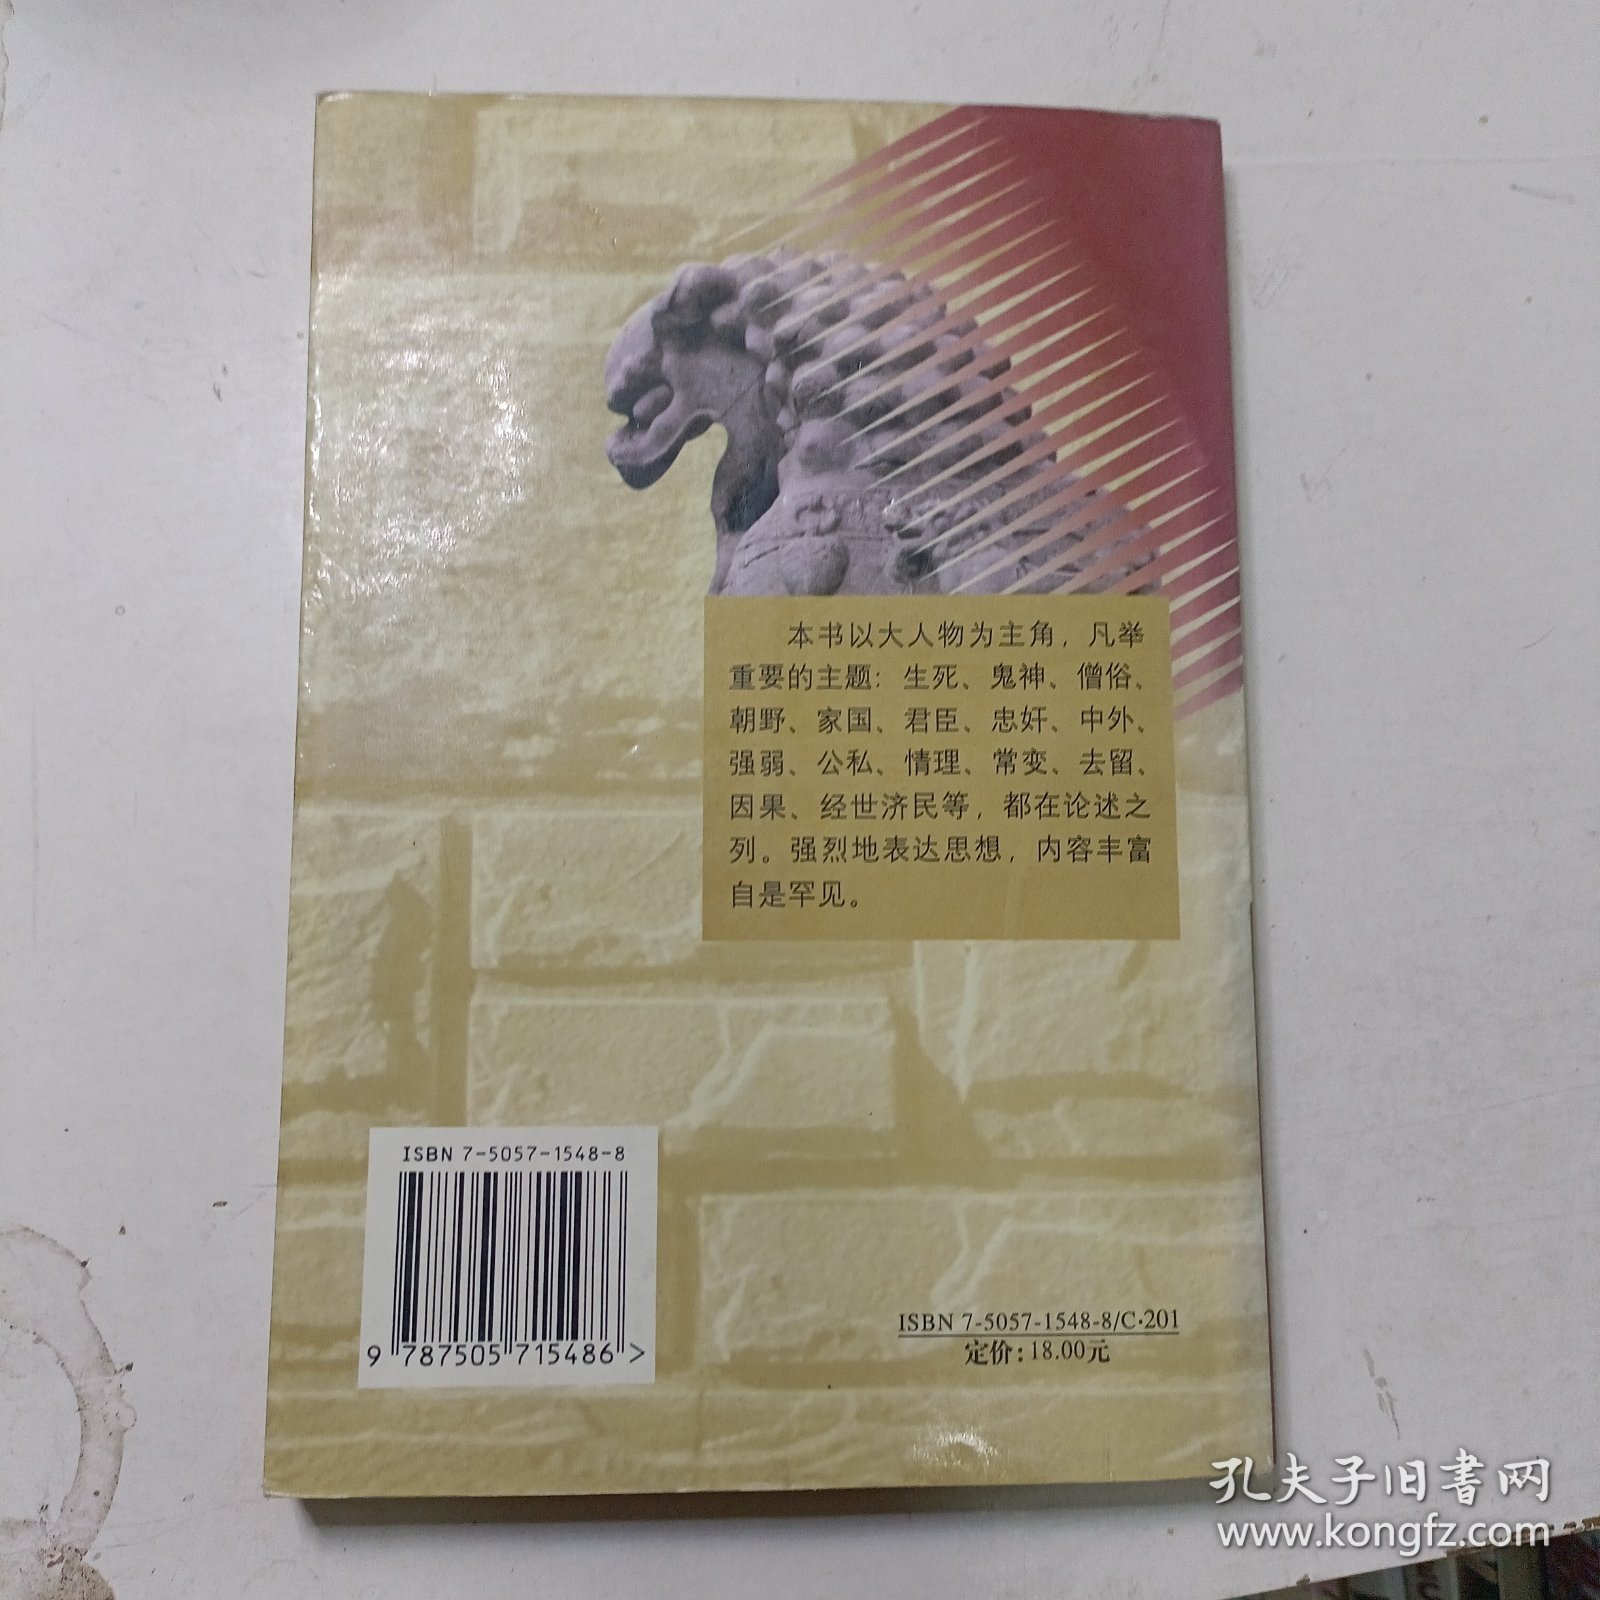 本书以大人物为主角，凡举
重要的主题：生死、鬼神、僧俗、
朝野、家国、君臣、忠奸、中外、
强弱、公私、情理、常变、去留、
因果、经世济民等，都在论述之
列。强烈地表达思想，内容丰富
自是罕见。
ISBN 7-5057-1548-8
9 787505 715486 >
ISBN 7-5057-1548-8/C·201
定价：18.00元
孔夫子旧书网
www.kongfz.com